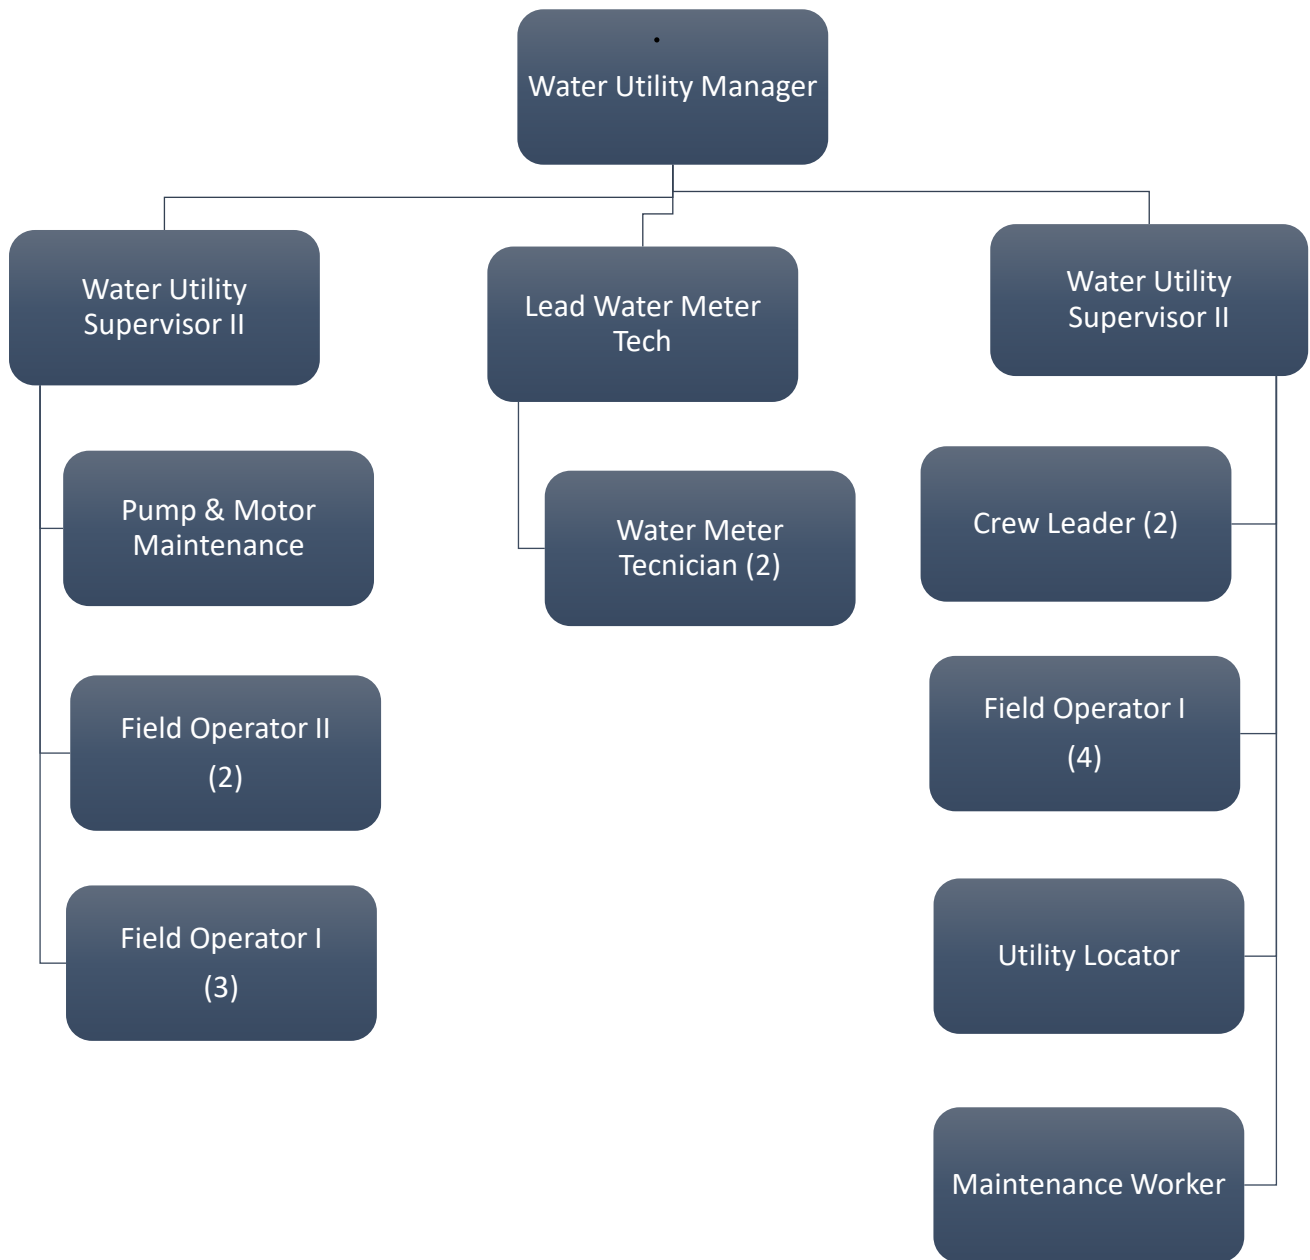 Water Utility Manager
Water Utility
Supervisor II
Lead Water Meter
Tech
Water Utility
Supervisor II
Pump & Motor
Maintenance
Water Meter
Tecnician (2)
Crew Leader (2)
Field Operator II
(2)
Field Operator I
(4)
Field Operator I
(3)
Utility Locator
Maintenance Worker